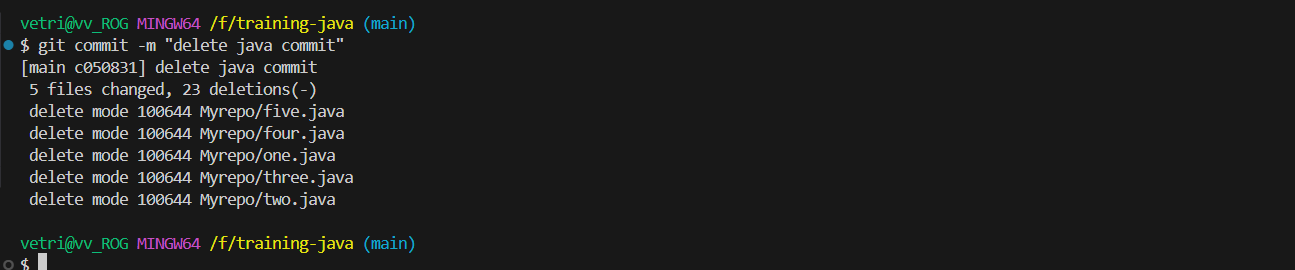 vetri@vv_ROG MINGW64 /f/training-java (main)
$ git commit -m "delete java commit"
[main c050831] delete java commit
 5 files changed, 23 deletions(-)
 delete mode 100644 Myrepo/five.java
 delete mode 100644 Myrepo/four.java
 delete mode 100644 Myrepo/one.java
 delete mode 100644 Myrepo/three.java
 delete mode 100644 Myrepo/two.java
vetri@vv_ROG MINGW64 /f/training-java (main)
$